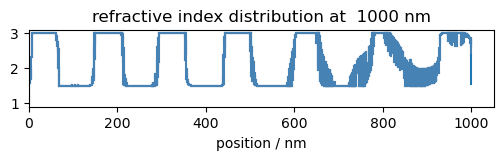 refractive index distribution at  1000 nm
3
2
1
0 200 400 600 800 1000
position / nm